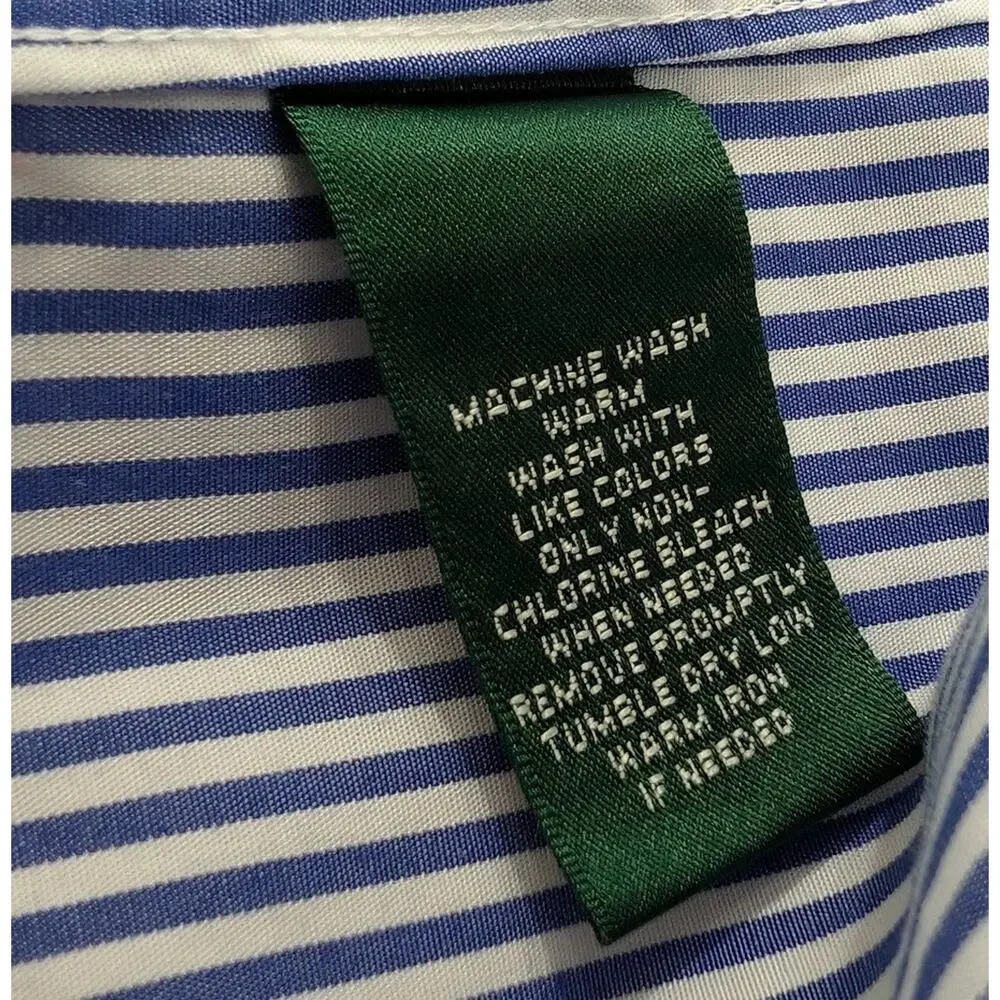 MACHINE WASH
WARM
WASH WITH
LIKE COLORS
ONLY NON-
CHLORINE BLEACH
WHEN NEEDED
REMOVE PROMPTLY
TUMBLE DRY LOW
WARM IRON
IF NEEDED